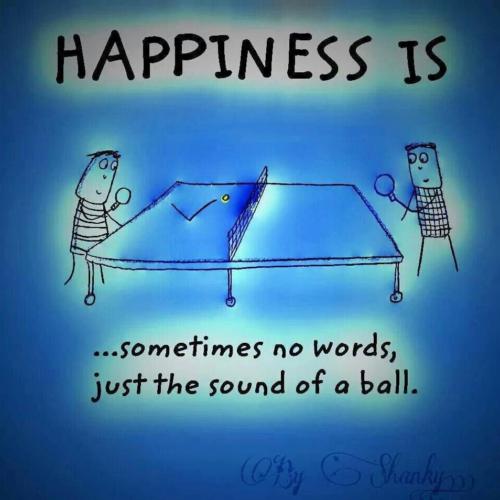 HAPPINESS IS
...sometimes no words,
just the sound of a ball.
By Shanky